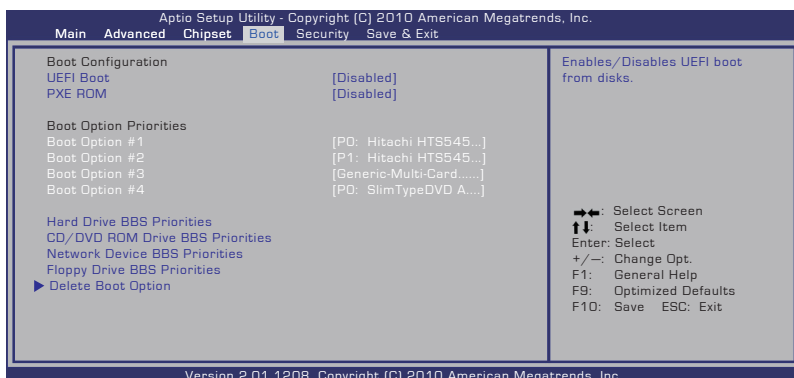 Aptio Setup Utility - Copyright (C) 2010 American Megatrends, Inc.
Main Advanced Chipset Boot Security Save & Exit
Boot Configuration
UEFI Boot [Disabled]
PXE ROM [Disabled]
Boot Option Priorities
Boot Option #1 [P0: Hitachi HTS545...]
Boot Option #2 [P1: Hitachi HTS545...]
Boot Option #3 [Generic-Multi-Card......]
Boot Option #4 [P0: SlimTypeDVD A....]
Hard Drive BBS Priorities
CD/DVD ROM Drive BBS Priorities
Network Device BBS Priorities
Floppy Drive BBS Priorities
Delete Boot Option
Enables/Disables UEFI boot
from disks.
→←: Select Screen
↑↓: Select Item
Enter: Select
+/—: Change Opt.
F1: General Help
F9: Optimized Defaults
F10: Save ESC: Exit
Version 2.01.1208. Copyright (C) 2010 American Megatrends, Inc.